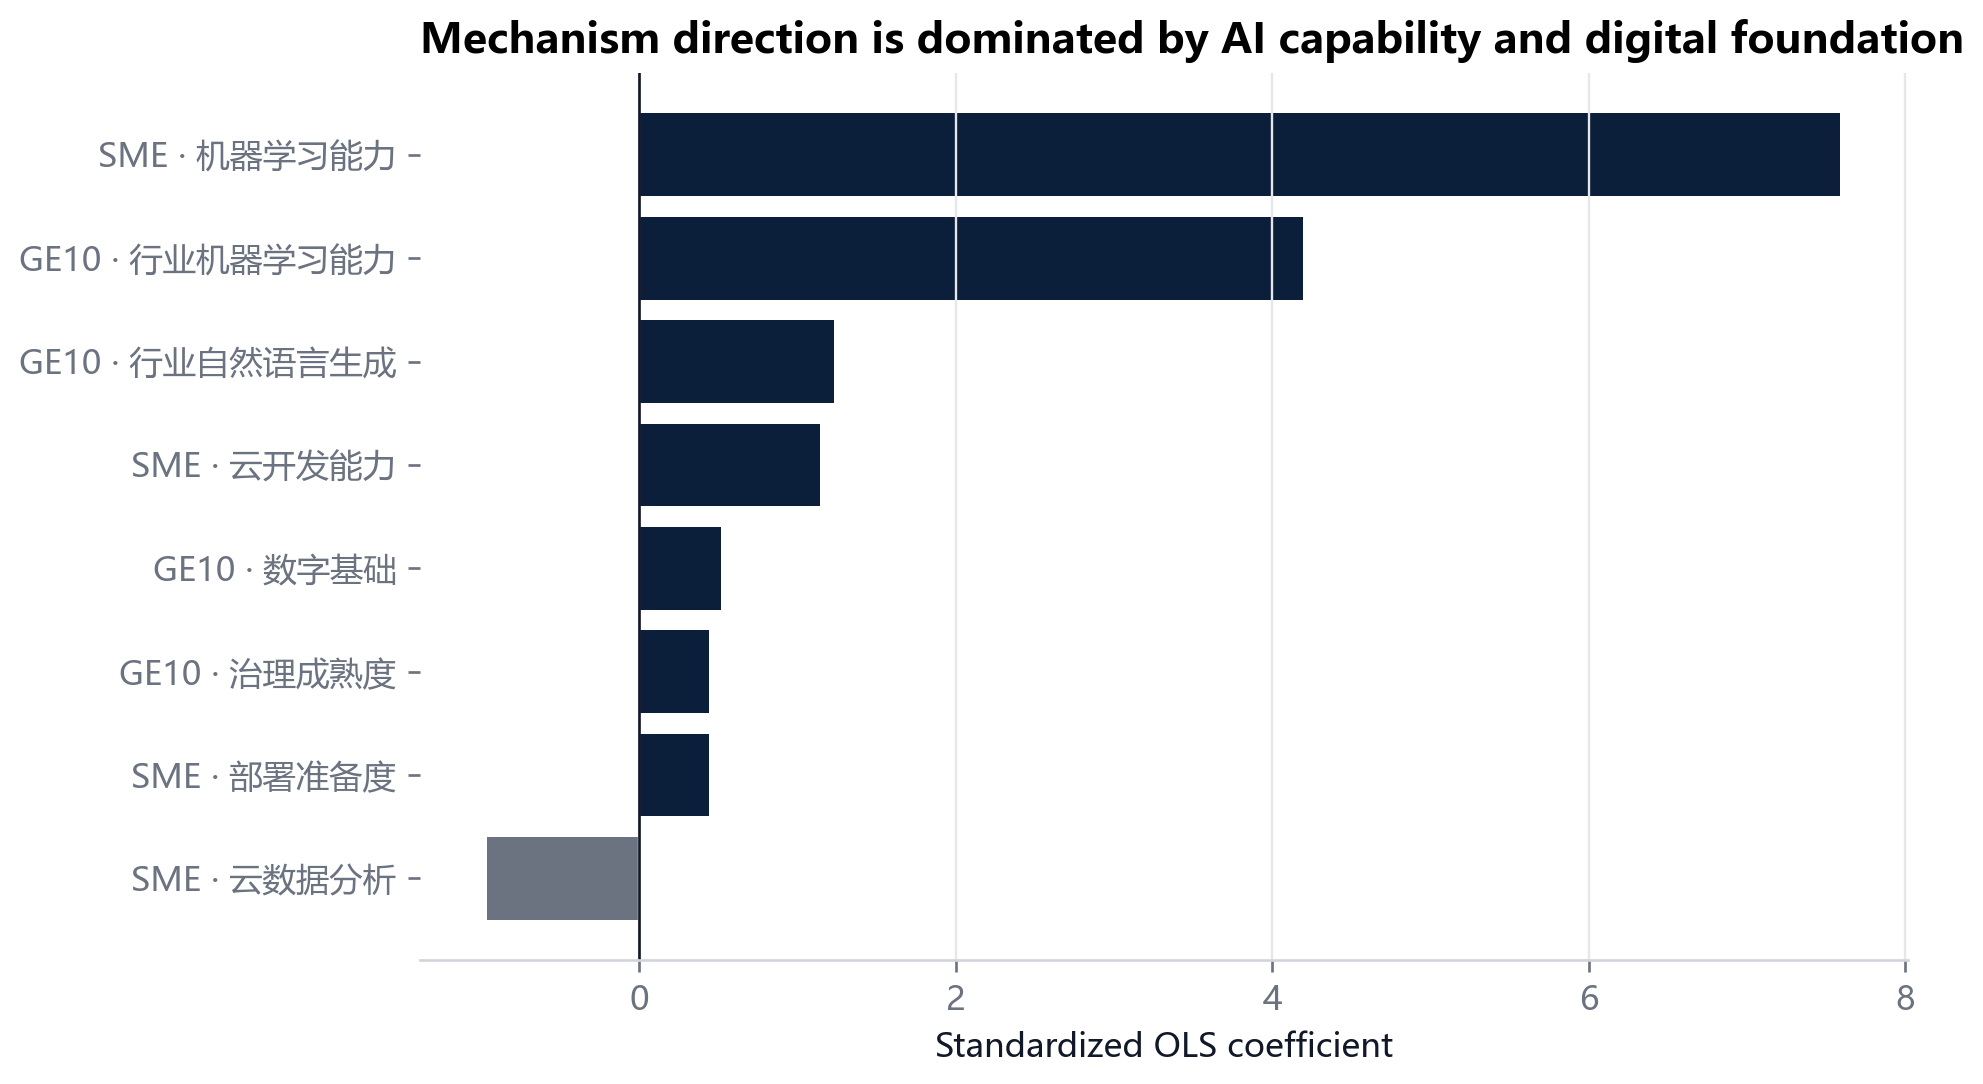 Mechanism direction is dominated by AI capability and digital foundation
SME · 机器学习能力
GE10 · 行业机器学习能力
GE10 · 行业自然语言生成
SME · 云开发能力
GE10 · 数字基础
GE10 · 治理成熟度
SME · 部署准备度
SME · 云数据分析
0 2 4 6 8
Standardized OLS coefficient